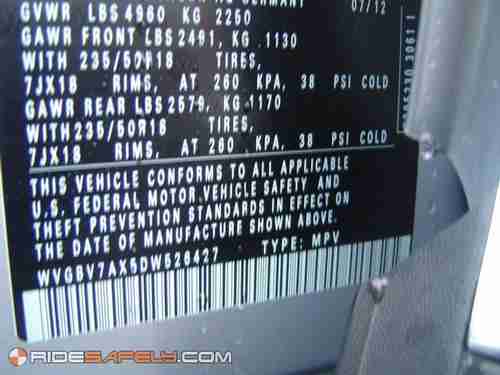 GERMANY
07/12
GVWR LBS 4960 KG 2250
GAWR FRONT LBS 2491, KG 1130
WITH 235/50R18 TIRES,
7JX18 RIMS, AT 260 KPA, 38 PSI COLD
GAWR REAR LBS 2579, KG 1170
WITH 235/50R18 TIRES,
7JX18 RIMS, AT 260 KPA, 38 PSI COLD
THIS VEHICLE CONFORMS TO ALL APPLICABLE
U.S. FEDERAL MOTOR VEHICLE SAFETY AND
THEFT PREVENTION STANDARDS IN EFFECT ON
THE DATE OF MANUFACTURE SHOWN ABOVE.
WVGBV7AX5DW526427 TYPE: MPV
RIDESAFELY.COM